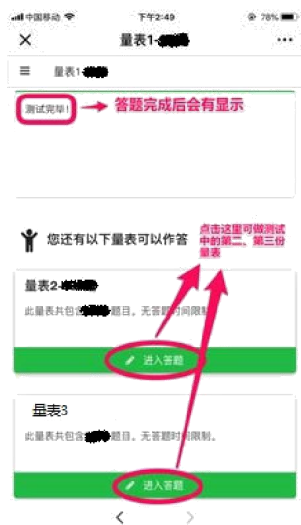 中国移动 下午2:49 78%
量表1-
量表1-
测试完毕！ 答题完成后会有显示
您还有以下量表可以作答
点击这里可做测试
中的第二、第三份
量表
量表2-
此量表共包含 题目。无答题时间限制。
进入答题
量表3
此量表共包含 题目。无答题时间限制。
进入答题